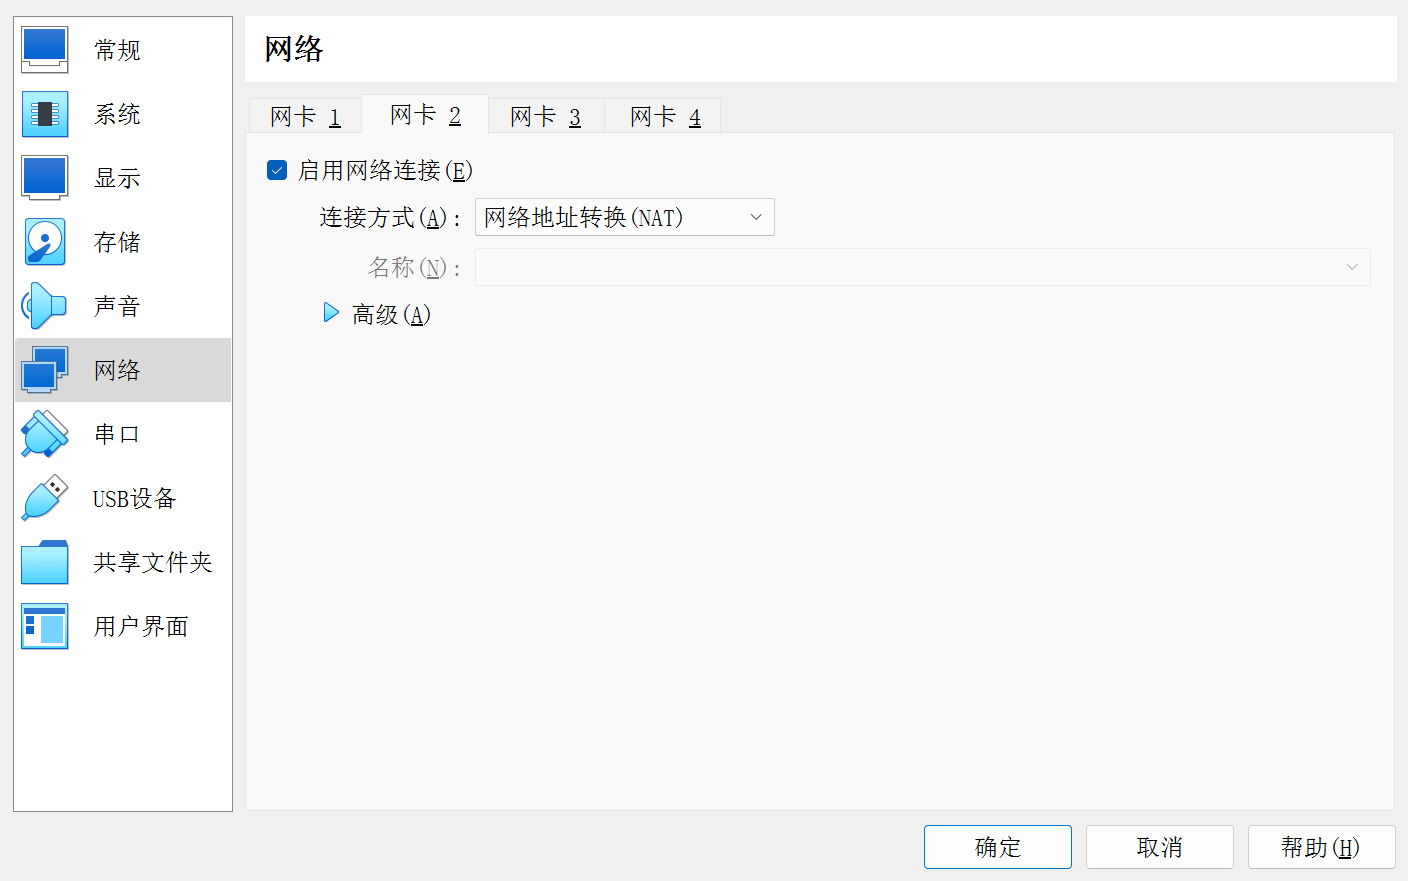 常规
系统
显示
存储
声音
网络
串口
USB设备
共享文件夹
用户界面
网络
网卡 1 网卡 2 网卡 3 网卡 4
启用网络连接(E)
连接方式(A): 网络地址转换(NAT)
名称(N):
高级(A)
确定 取消 帮助(H)